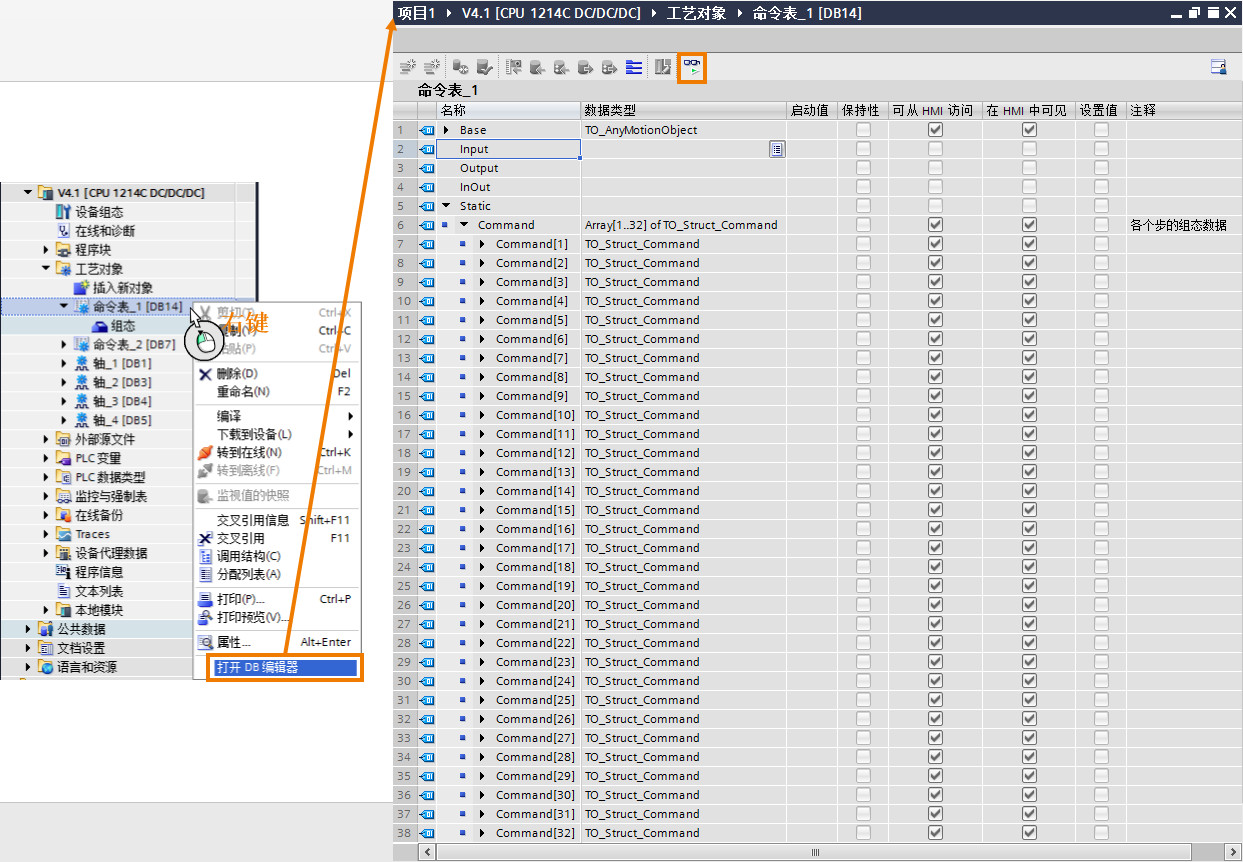 项目1 V4.1 [CPU 1214C DC/DC/DC] 工艺对象 命令表_1 [DB14]
命令表_1
名称 数据类型 启动值 保持性 可从 HMI 访问 在 HMI 中可见 设置值 注释
1 Base TO_AnyMotionObject
2 Input
3 Output
4 InOut
5 Static
6 Command Array[1..32] of TO_Struct_Command 各个步的组态数据
7 Command[1] TO_Struct_Command
8 Command[2] TO_Struct_Command
9 Command[3] TO_Struct_Command
10 Command[4] TO_Struct_Command
11 Command[5] TO_Struct_Command
12 Command[6] TO_Struct_Command
13 Command[7] TO_Struct_Command
14 Command[8] TO_Struct_Command
15 Command[9] TO_Struct_Command
16 Command[10] TO_Struct_Command
17 Command[11] TO_Struct_Command
18 Command[12] TO_Struct_Command
19 Command[13] TO_Struct_Command
20 Command[14] TO_Struct_Command
21 Command[15] TO_Struct_Command
22 Command[16] TO_Struct_Command
23 Command[17] TO_Struct_Command
24 Command[18] TO_Struct_Command
25 Command[19] TO_Struct_Command
26 Command[20] TO_Struct_Command
27 Command[21] TO_Struct_Command
28 Command[22] TO_Struct_Command
29 Command[23] TO_Struct_Command
30 Command[24] TO_Struct_Command
31 Command[25] TO_Struct_Command
32 Command[26] TO_Struct_Command
33 Command[27] TO_Struct_Command
34 Command[28] TO_Struct_Command
35 Command[29] TO_Struct_Command
36 Command[30] TO_Struct_Command
37 Command[31] TO_Struct_Command
38 Command[32] TO_Struct_Command
V4.1 [CPU 1214C DC/DC/DC]
设备组态
在线和诊断
程序块
工艺对象
插入新对象
命令表_1 [DB14]
组态
命令表_2 [DB7]
轴_1 [DB1]
轴_2 [DB3]
轴_3 [DB4]
轴_4 [DB5]
外部源文件
PLC 变量
PLC 数据类型
监控与强制表
在线备份
Traces
设备代理数据
程序信息
文本列表
本地模块
公共数据
文档设置
语言和资源
右键
剪切(T) Ctrl+X
复制(Y) Ctrl+C
粘贴(P) Ctrl+V
删除(D) Del
重命名(N) F2
编译
下载到设备(L)
转到在线(N) Ctrl+K
转到离线(F) Ctrl+M
监视值的快照
交叉引用信息 Shift+F11
交叉引用 F11
调用结构(C)
分配列表(A)
打印(P)... Ctrl+P
打印预览(V)...
属性... Alt+Enter
打开 DB 编辑器